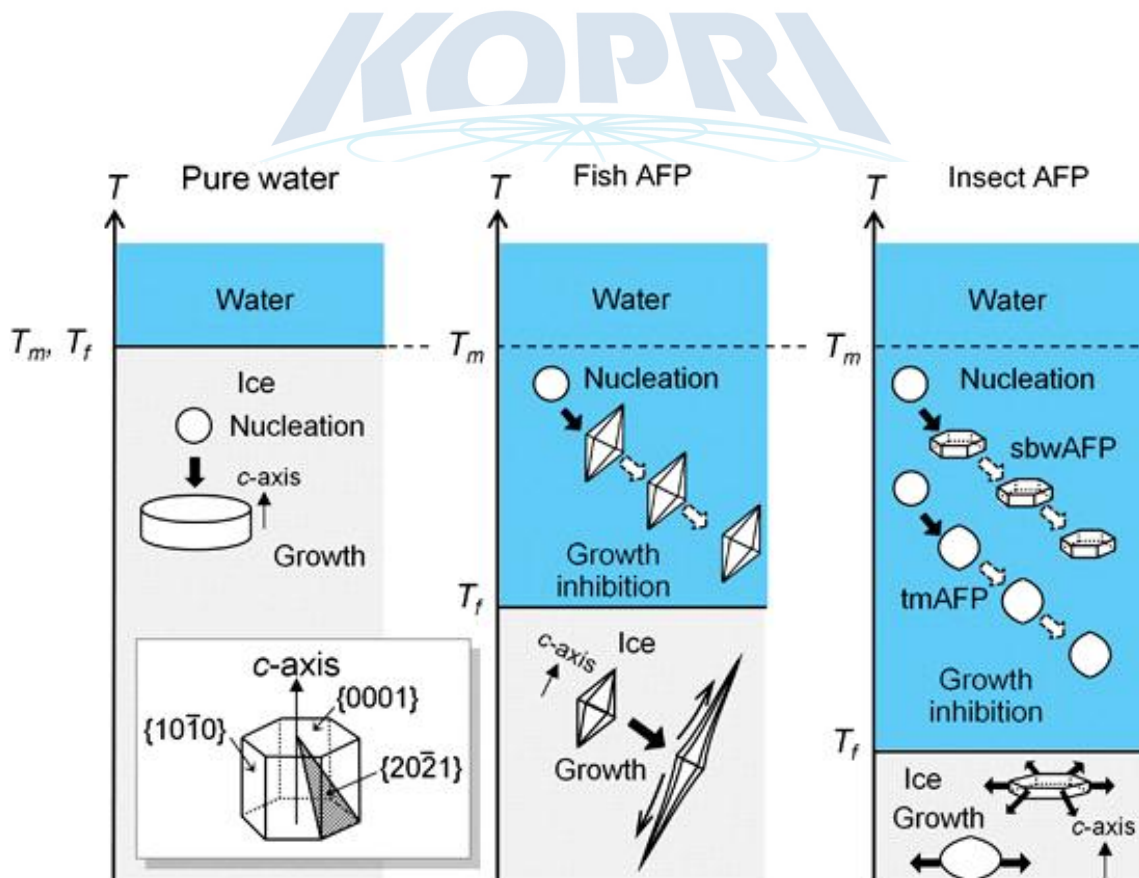 KOPRI
Pure water
T
Water
Tm, Tf
Ice
Nucleation
c-axis
Growth
c-axis
{0001}
{101̄0}
{202̄1}
Fish AFP
T
Water
Tm
Nucleation
Growth
inhibition
Tf
Ice
c-axis
Growth
Insect AFP
T
Water
Tm
Nucleation
sbwAFP
tmAFP
Growth
inhibition
Tf
Ice
Growth
c-axis